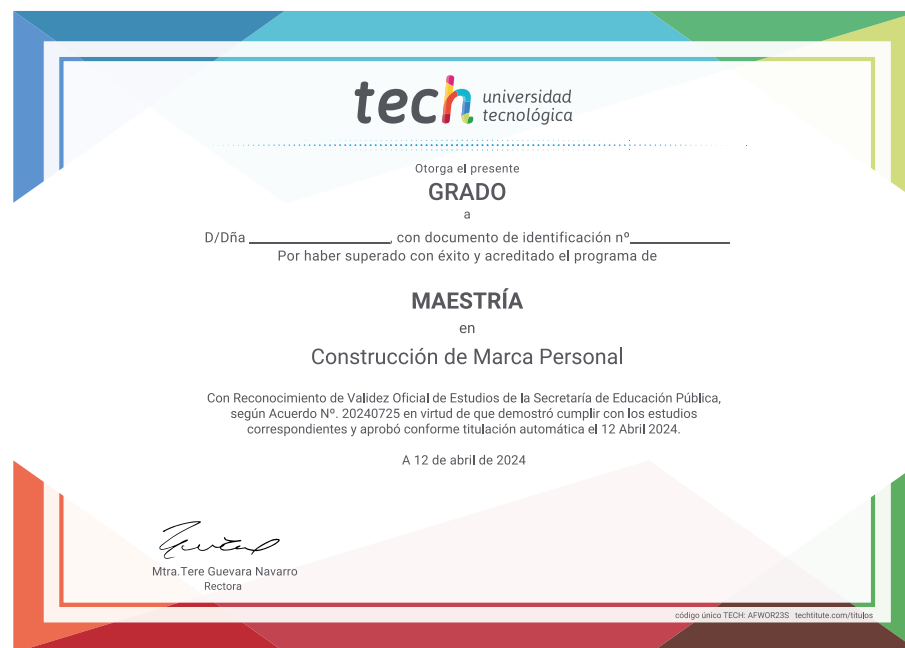 tech universidad
tecnológica
Otorga el presente
GRADO
a
D/Dña ____________, con documento de identificación nº____________
Por haber superado con éxito y acreditado el programa de
MAESTRÍA
en
Construcción de Marca Personal
Con Reconocimiento de Validez Oficial de Estudios de la Secretaría de Educación Pública,
según Acuerdo Nº. 20240725 en virtud de que demostró cumplir con los estudios
correspondientes y aprobó conforme titulación automática el 12 Abril 2024.
A 12 de abril de 2024
Mtra.Tere Guevara Navarro
Rectora
código único TECH: AFWOR23S techtitute.com/títulos